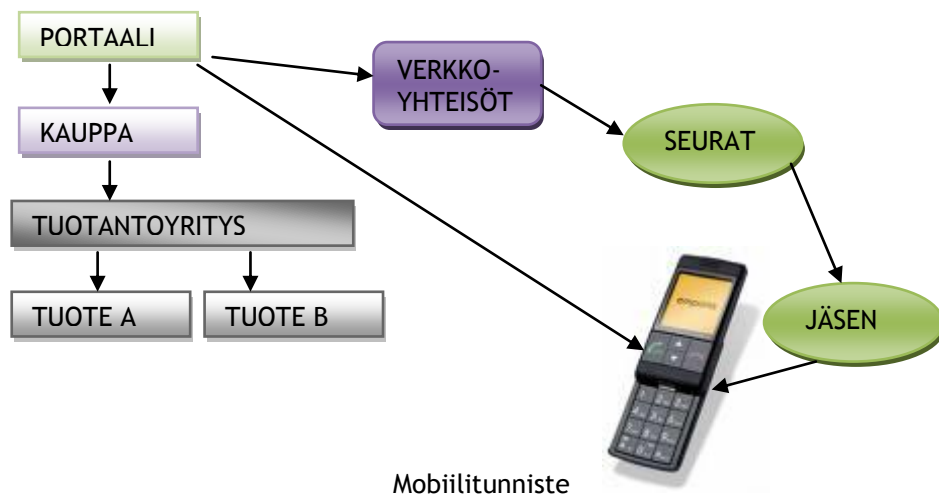 PORTAALI
VERKKO-
YHTEISÖT
KAUPPA
SEURAT
TUOTANTOYRITYS
TUOTE A
TUOTE B
JÄSEN
Mobiilitunniste